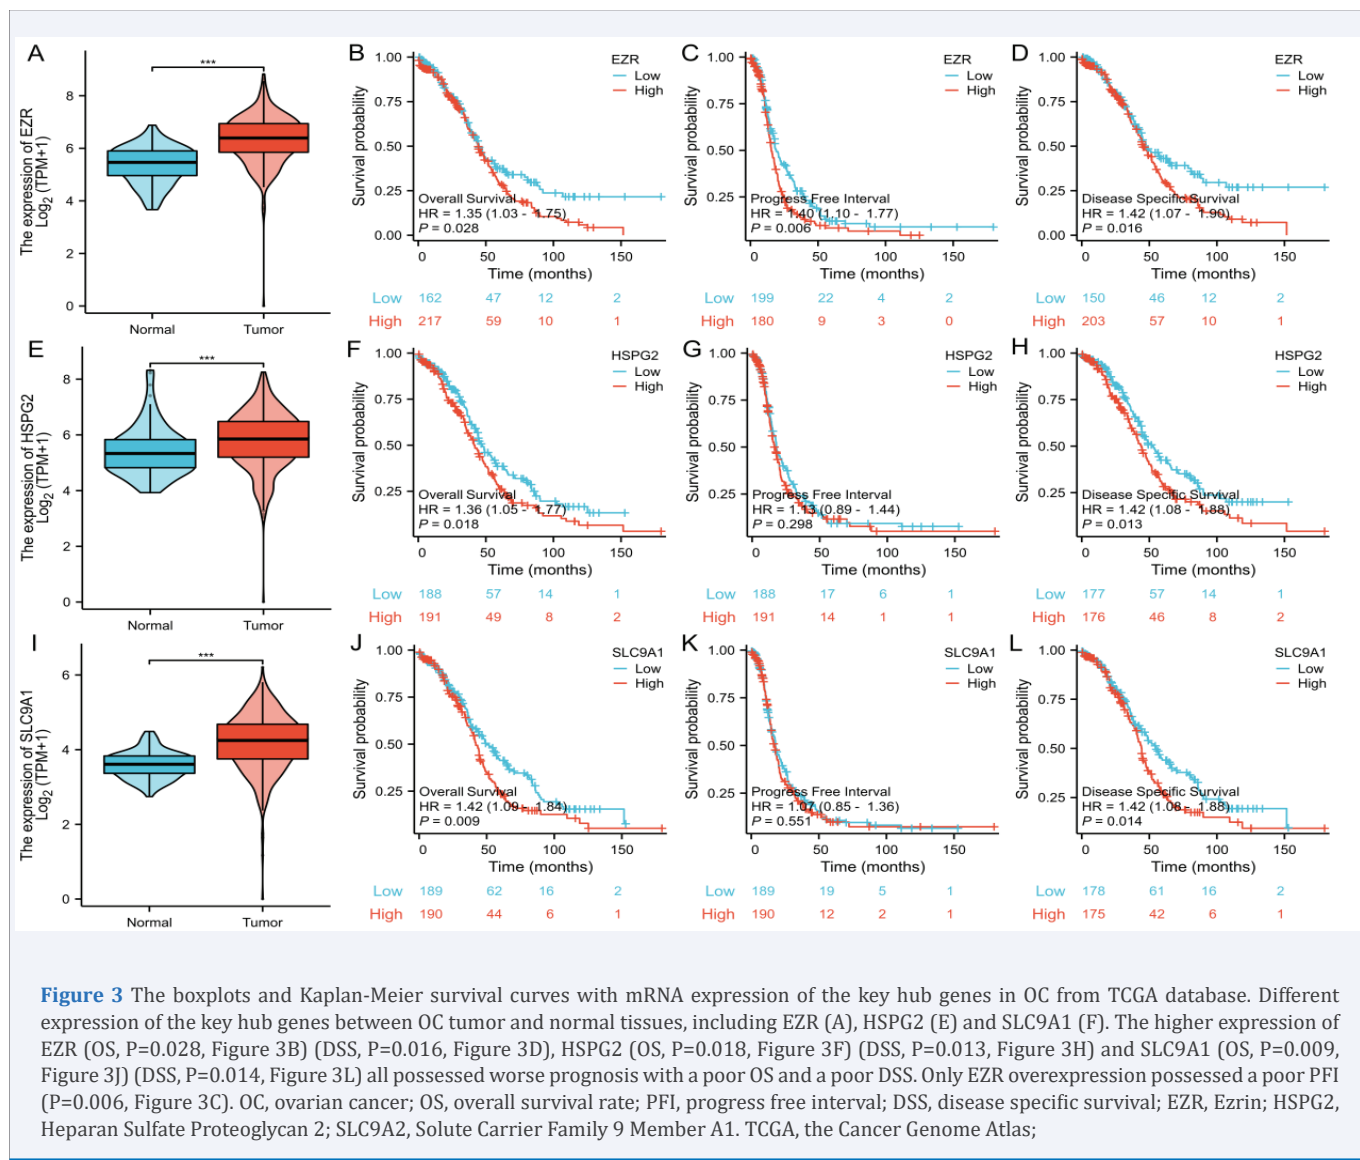 A
The expression of EZR
Log2 (TPM+1)
8
6
4
2
0
***
Normal
Tumor
B
Survival probability
1.00
0.75
0.50
0.25
0.00
EZR
Low
High
Overall Survival
HR = 1.35 (1.03 - 1.75)
P = 0.028
0 50 100 150
Time (months)
Low 162 47 12 2
High 217 59 10 1
C
Survival probability
1.00
0.75
0.50
0.25
EZR
Low
High
Progress Free Interval
HR = 1.40 (1.10 - 1.77)
P = 0.006
0 50 100 150
Time (months)
199 22 4 2
High 180 9 3 0
Low
D
Survival probability
1.00
0.75
0.50
0.25
0.00
EZR
Low
High
Disease Specific Survival
HR = 1.42 (1.07 - 1.90)
P = 0.016
0 50 100 150
Time (months)
Low 150 46 12 2
High 203 57 10 1
E
The expression of HSPG2
Log2 (TPM+1)
8
6
4
2
0
***
Normal
Tumor
F
Survival probability
1.00
0.75
0.50
0.25
0.00
HSPG2
Low
High
Overall Survival
HR = 1.36 (1.05 - 1.77)
P = 0.018
0 50 100 150
Time (months)
Low 188 57 14 1
High 191 49 8 2
G
Survival probability
1.00
0.75
0.50
0.25
HSPG2
Low
High
Progress Free Interval
HR = 1.13 (0.89 - 1.44)
P = 0.298
0 50 100 150
Time (months)
Low 188 17 6 1
High 191 14 1 1
H
Survival probability
1.00
0.75
0.50
0.25
HSPG2
Low
High
Disease Specific Survival
HR = 1.42 (1.08 - 1.88)
P = 0.013
0 50 100 150
Time (months)
Low 177 57 14 1
High 176 46 8 2
I
The expression of SLC9A1
Log2 (TPM+1)
6
4
2
0
***
Normal
Tumor
J
Survival probability
1.00
0.75
0.50
0.25
SLC9A1
Low
High
Overall Survival
HR = 1.42 (1.09 - 1.84)
P = 0.009
0 50 100 150
Time (months)
Low 189 62 16 2
High 190 44 6 1
K
Survival probability
1.00
0.75
0.50
0.25
SLC9A1
Low
High
Progress Free Interval
HR = 1.07 (0.85 - 1.36)
P = 0.551
0 50 100 150
Time (months)
Low 189 19 5 1
High 190 12 2 1
L
Survival probability
1.00
0.75
0.50
0.25
SLC9A1
Low
High
Disease Specific Survival
HR = 1.42 (1.08 - 1.88)
P = 0.014
0 50 100 150
Time (months)
Low 178 61 16 2
High 175 42 6 1
Figure 3 The boxplots and Kaplan-Meier survival curves with mRNA expression of the key hub genes in OC from TCGA database. Different
expression of the key hub genes between OC tumor and normal tissues, including EZR (A), HSPG2 (E) and SLC9A1 (F). The higher expression of
EZR (OS, P=0.028, Figure 3B) (DSS, P=0.016, Figure 3D), HSPG2 (OS, P=0.018, Figure 3F) (DSS, P=0.013, Figure 3H) and SLC9A1 (OS, P=0.009,
Figure 3J) (DSS, P=0.014, Figure 3L) all possessed worse prognosis with a poor OS and a poor DSS. Only EZR overexpression possessed a poor PFI
(P=0.006, Figure 3C). OC, ovarian cancer; OS, overall survival rate; PFI, progress free interval; DSS, disease specific survival; EZR, Ezrin; HSPG2,
Heparan Sulfate Proteoglycan 2; SLC9A2, Solute Carrier Family 9 Member A1. TCGA, the Cancer Genome Atlas;